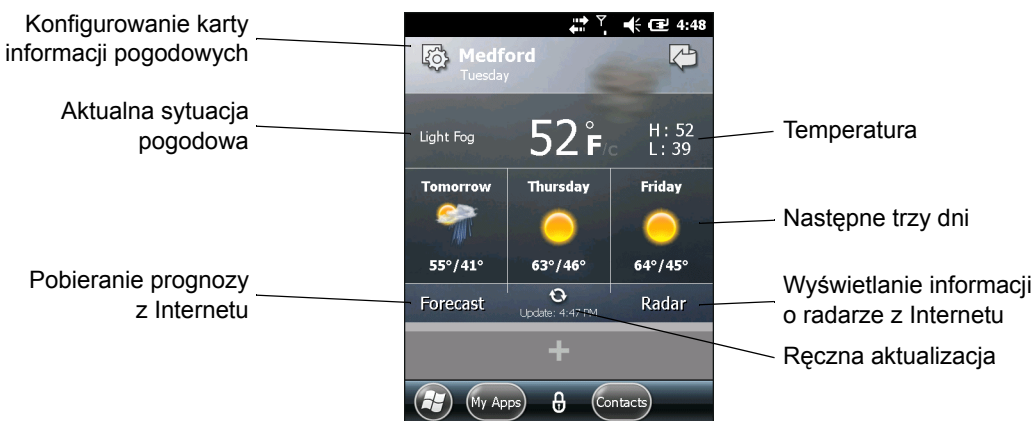 Konfigurowanie karty
informacji pogodowych
Aktualna sytuacja
pogodowa
Pobieranie prognozy
z Internetu
4:48
Medford
Tuesday
Light Fog
52°F/C
H: 52
L: 39
Tomorrow
Thursday
Friday
55°/41°
63°/46°
64°/45°
Forecast
Update: 4:47 PM
Radar
+
My Apps
Contacts
Temperatura
Następne trzy dni
Wyświetlanie informacji
o radarze z Internetu
Ręczna aktualizacja